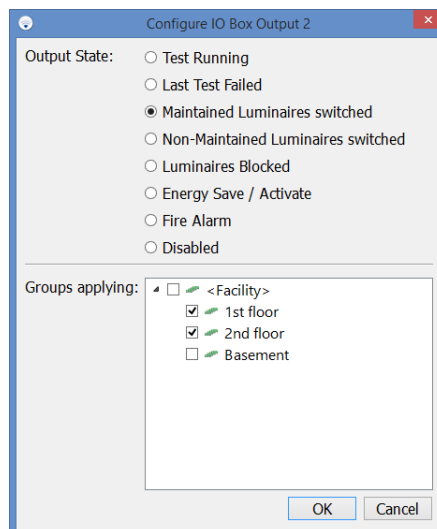 Configure IO Box Output 2
Output State:
Test Running
Last Test Failed
Maintained Luminaires switched
Non-Maintained Luminaires switched
Luminaires Blocked
Energy Save / Activate
Fire Alarm
Disabled
Groups applying:
<Facility>
1st floor
2nd floor
Basement
OK Cancel